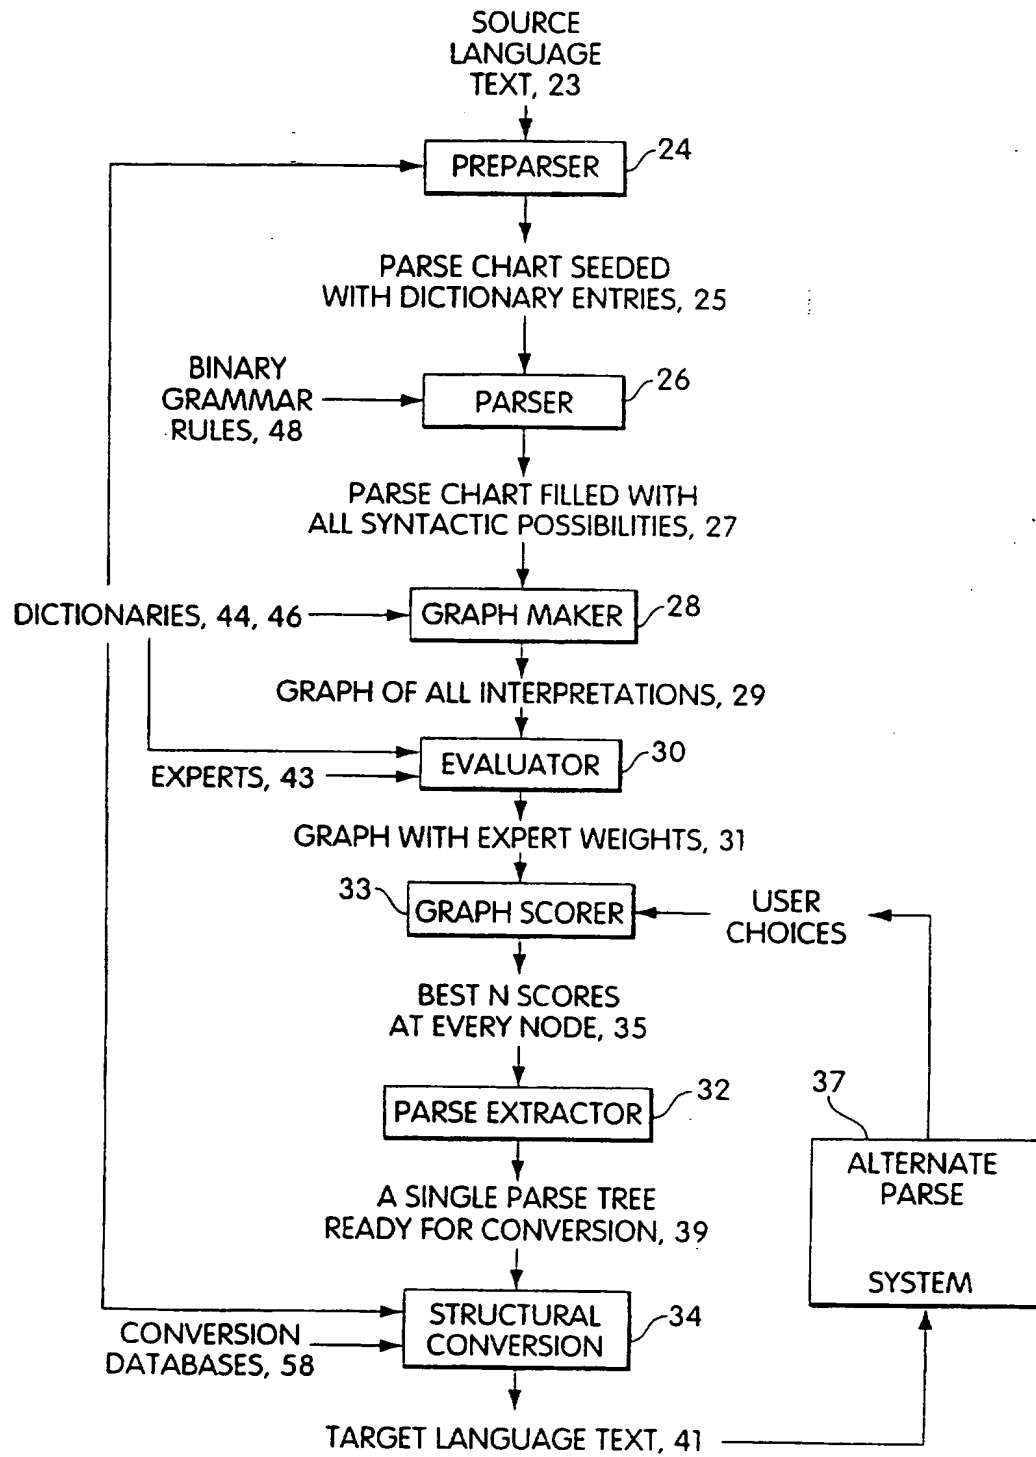 SOURCE
LANGUAGE
TEXT, 23
PREPARSER
24
PARSE CHART SEEDED
WITH DICTIONARY ENTRIES, 25
BINARY
GRAMMAR
RULES, 48
PARSER
26
PARSE CHART FILLED WITH
ALL SYNTACTIC POSSIBILITIES, 27
DICTIONARIES, 44, 46
GRAPH MAKER
28
GRAPH OF ALL INTERPRETATIONS, 29
EVALUATOR
30
EXPERTS, 43
GRAPH WITH EXPERT WEIGHTS, 31
33
GRAPH SCORER
USER
CHOICES
BEST N SCORES
AT EVERY NODE, 35
PARSE EXTRACTOR
32
37
ALTERNATE
PARSE
SYSTEM
A SINGLE PARSE TREE
READY FOR CONVERSION, 39
STRUCTURAL
CONVERSION
34
CONVERSION
DATABASES, 58
TARGET LANGUAGE TEXT, 41